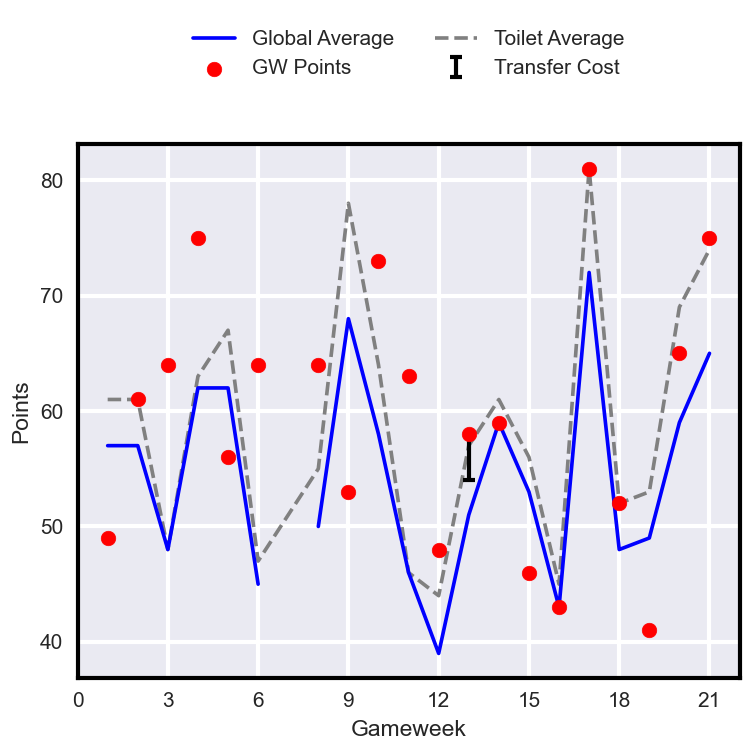 Global Average Toilet Average
GW Points Transfer Cost
80
70
60
50
40
Points
0 3 6 9 12 15 18 21
Gameweek